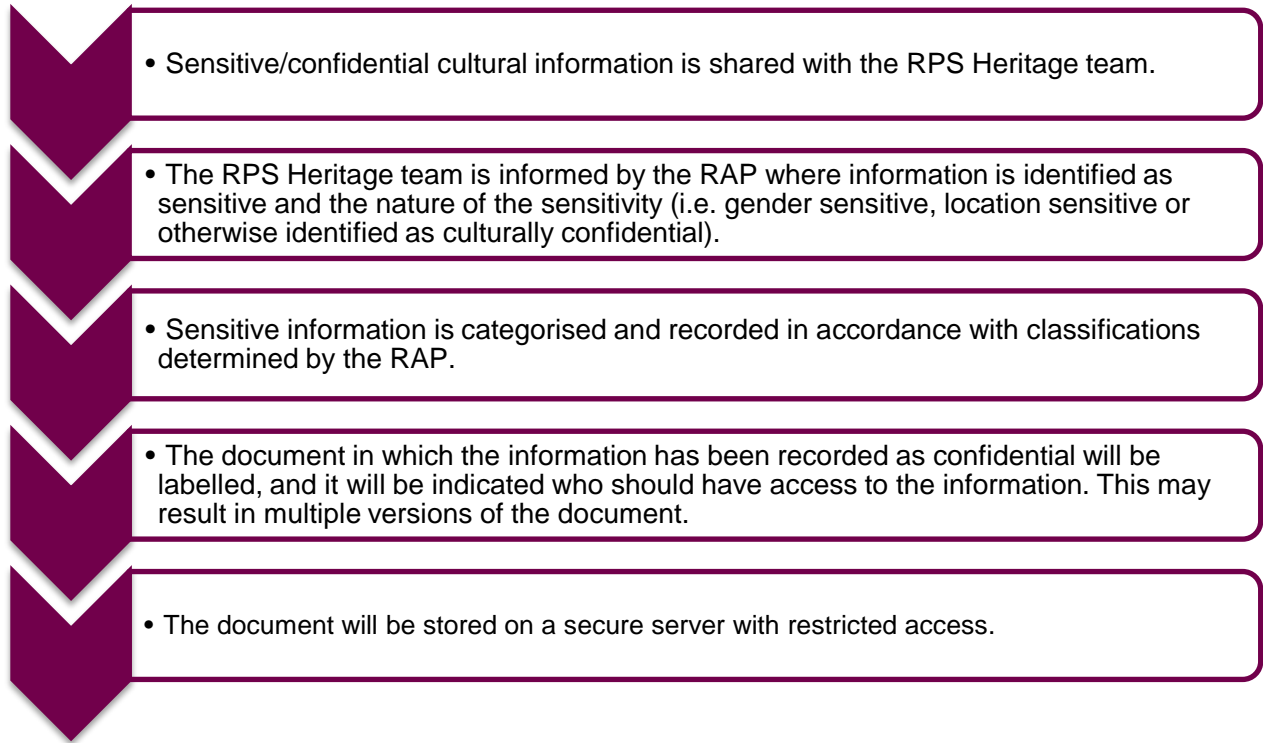 • Sensitive/confidential cultural information is shared with the RPS Heritage team.
• The RPS Heritage team is informed by the RAP where information is identified as
sensitive and the nature of the sensitivity (i.e. gender sensitive, location sensitive or
otherwise identified as culturally confidential).
• Sensitive information is categorised and recorded in accordance with classifications
determined by the RAP.
• The document in which the information has been recorded as confidential will be
labelled, and it will be indicated who should have access to the information. This may
result in multiple versions of the document.
• The document will be stored on a secure server with restricted access.